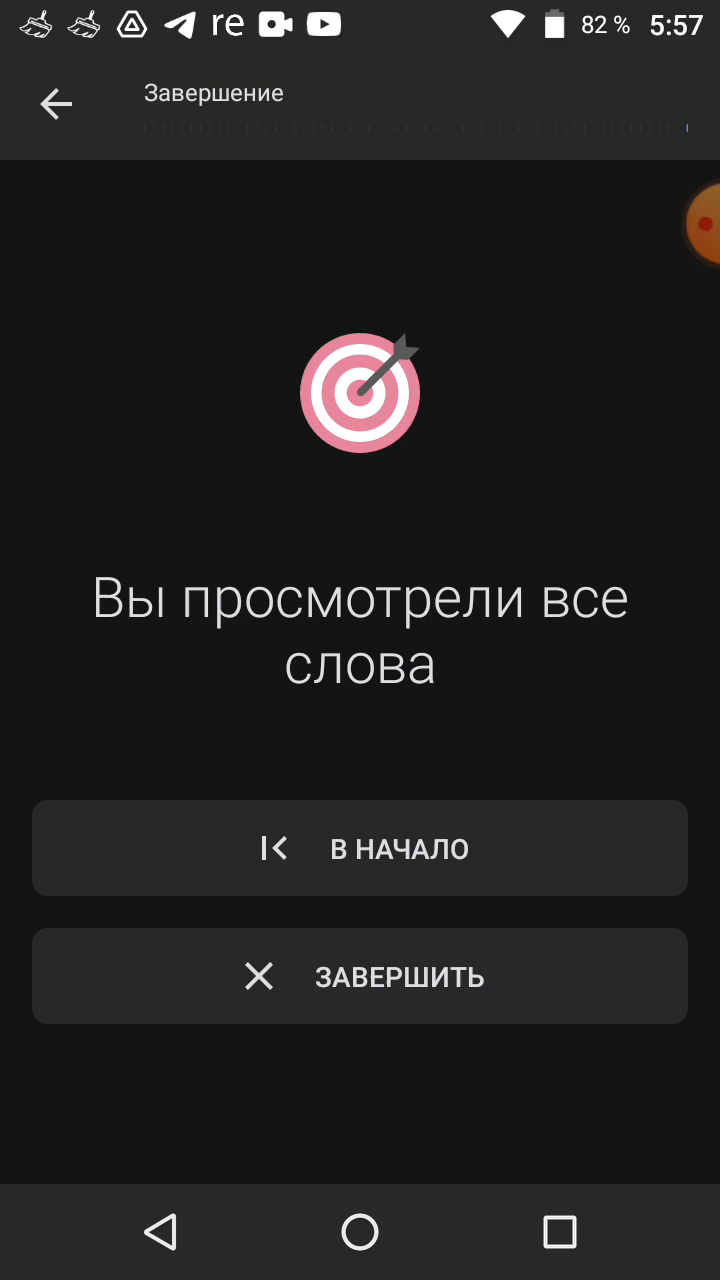 re 82 % 5:57
Завершение
Вы просмотрели все
слова
В НАЧАЛО
ЗАВЕРШИТЬ